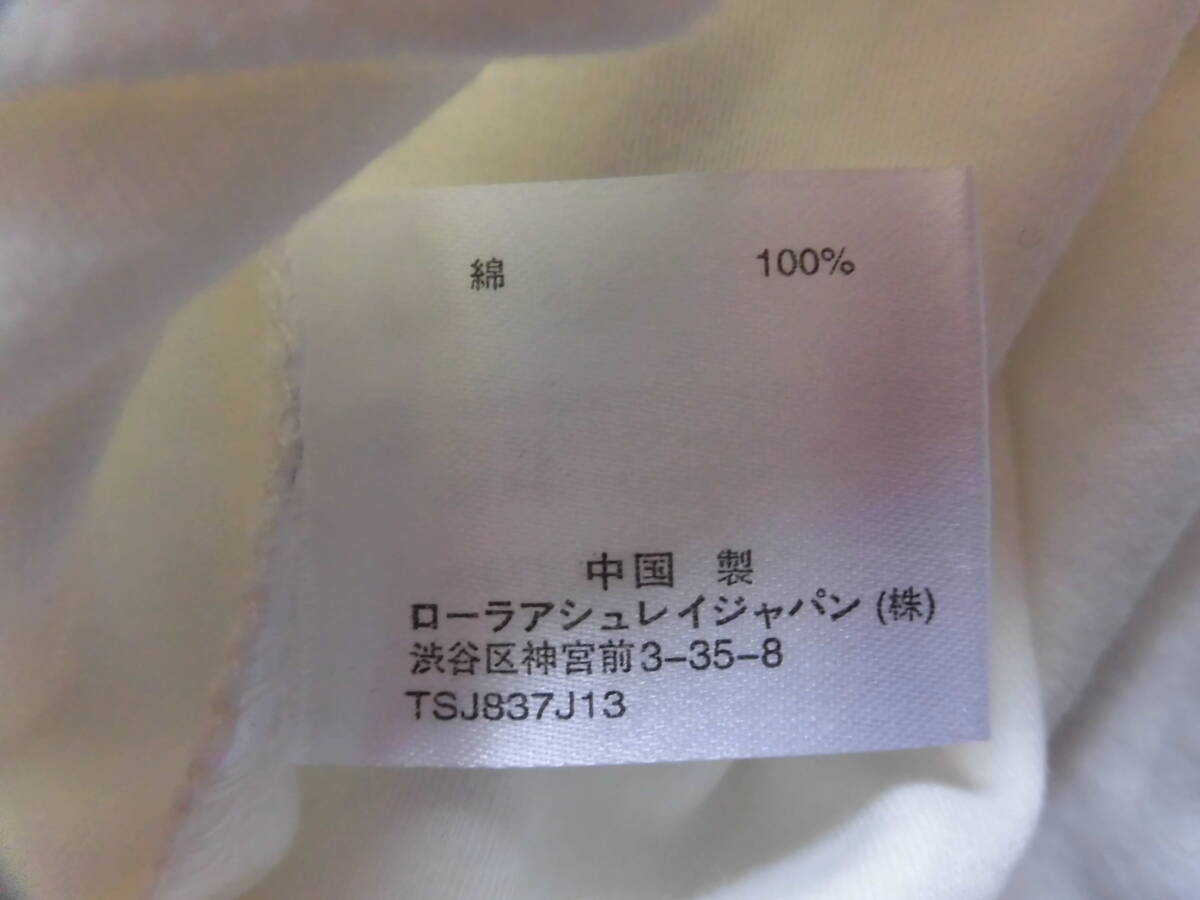 綿 100%
中国 製
ローラアシュレイジャパン (株)
渋谷区神宮前3-35-8
TSJ837J13